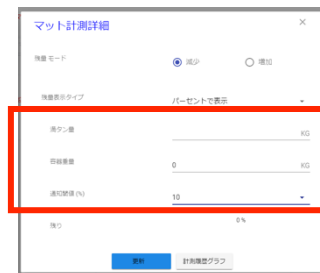 マット計測詳細 ×
残量 モード 減少 増加
残量表示タイプ パーセントで表示
満タン量 KG
容器重量 0 KG
通知閾値 (%) 10
残り 0 %
更新 計測履歴グラフ